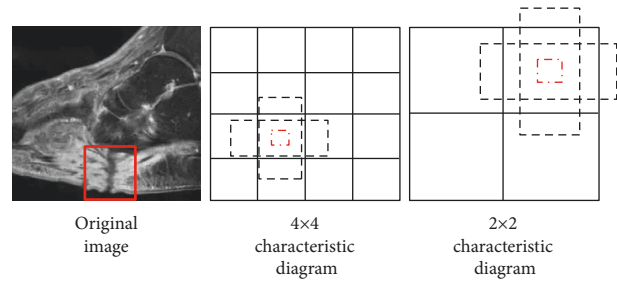 Original
image
4×4
characteristic
diagram
2×2
characteristic
diagram